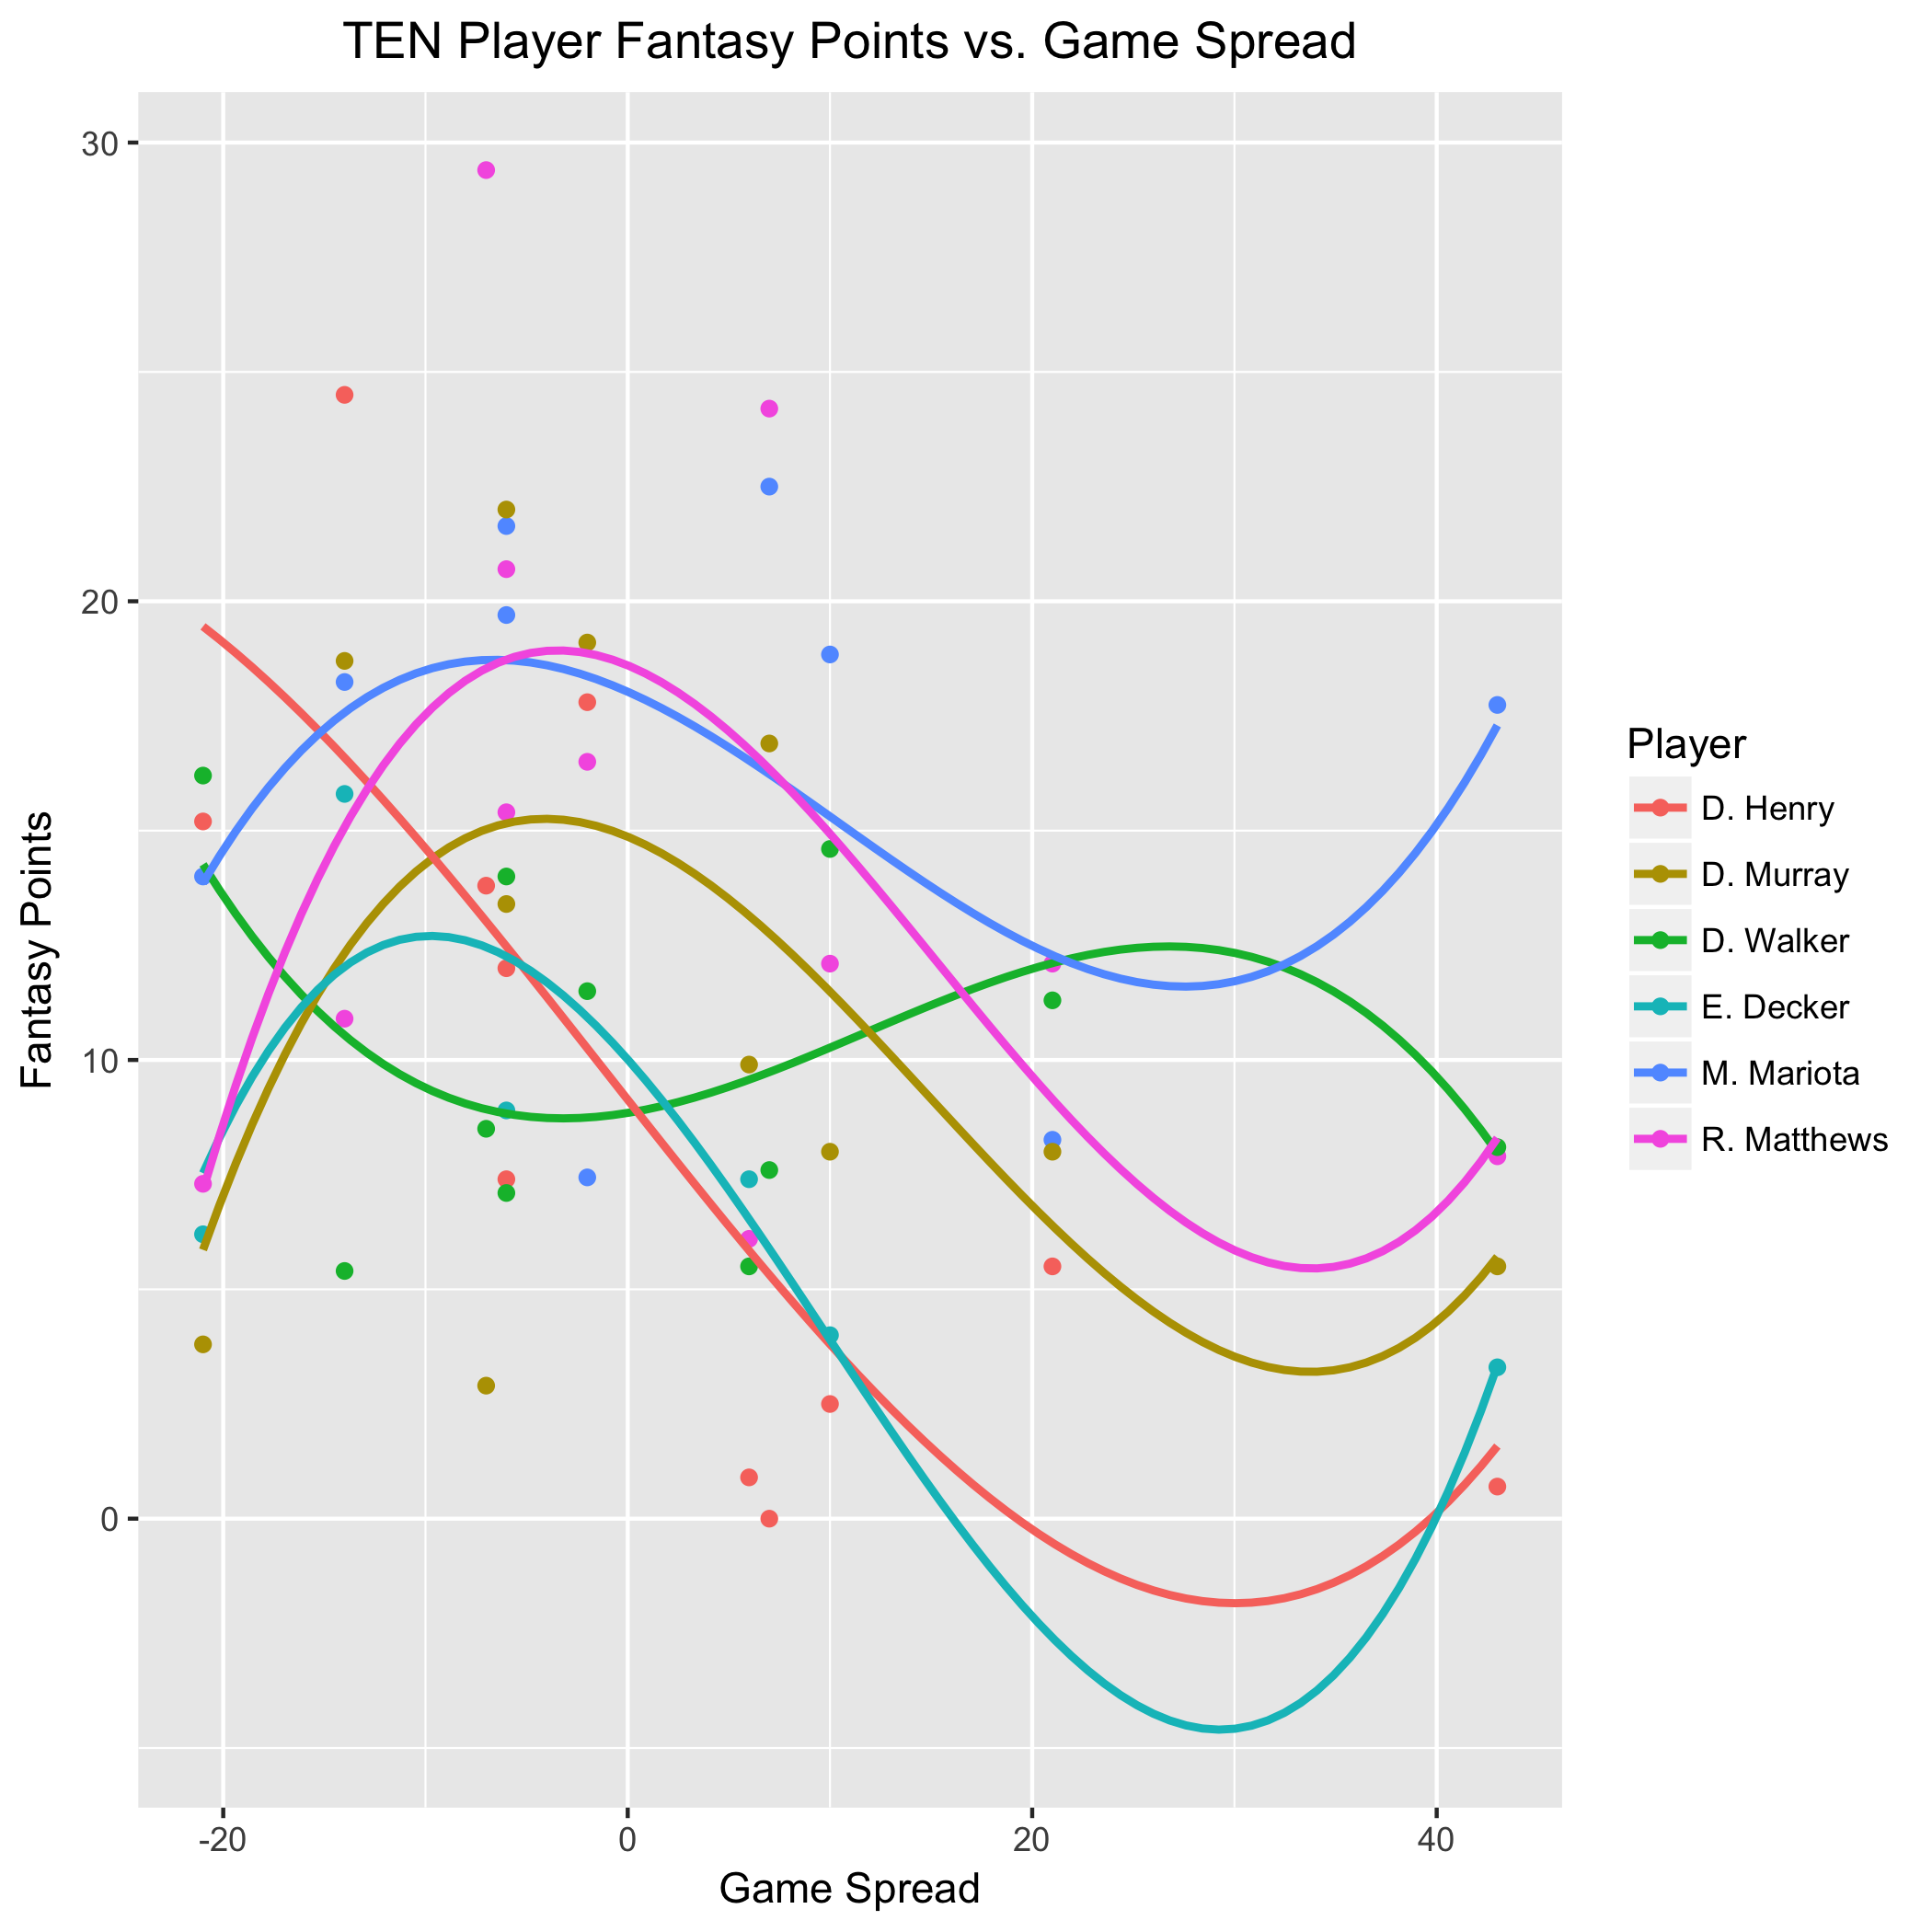 TEN Player Fantasy Points vs. Game Spread
30
20
10
0
Fantasy Points
-20 0 20 40
Game Spread
Player
D. Henry
D. Murray
D. Walker
E. Decker
M. Mariota
R. Matthews